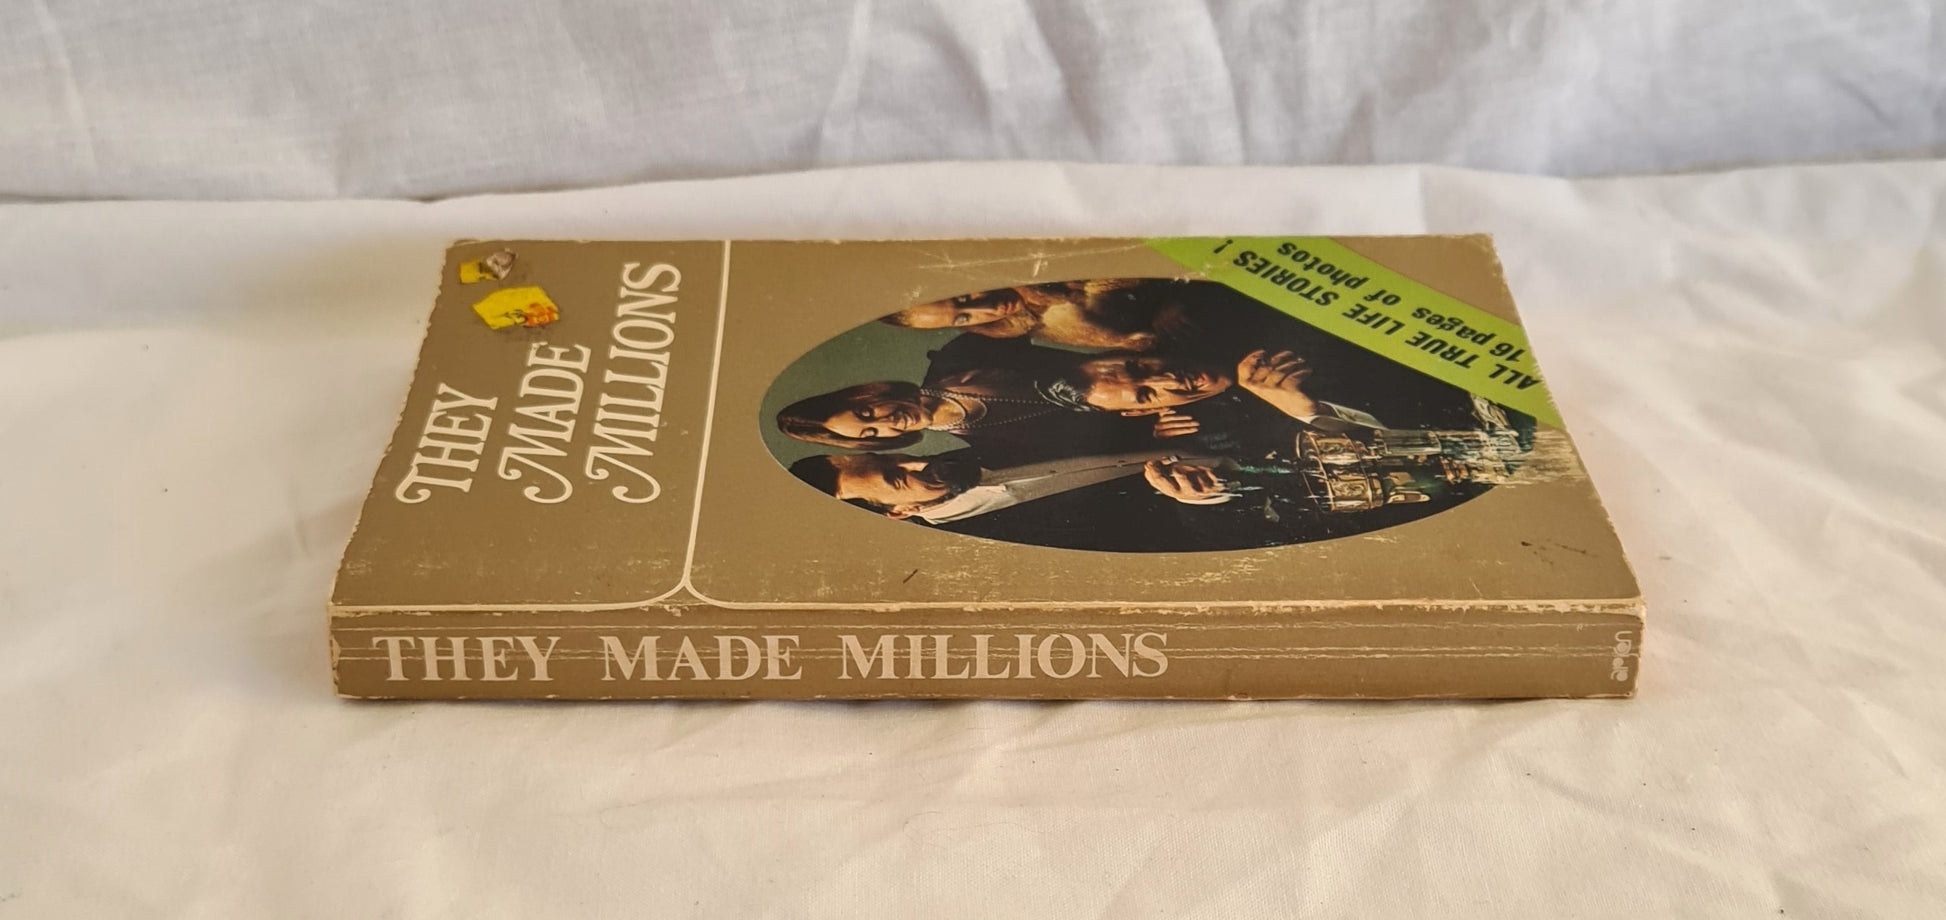 THEY
MADE
MILLIONS
ALL TRUE LIFE STORIES!
16 pages of photos
THEY MADE MILLIONS